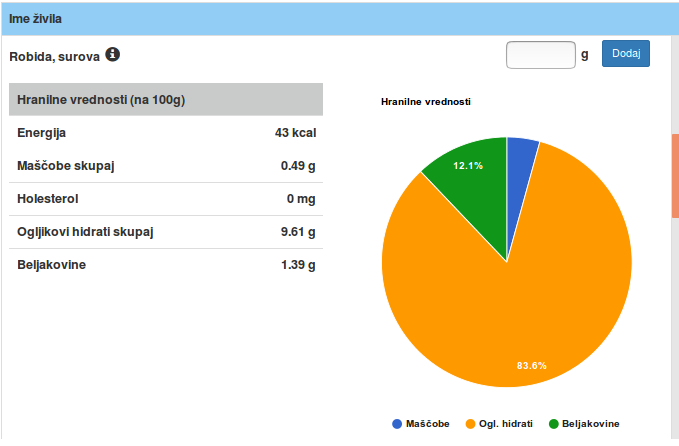 Ime živila
Robida, surova
g Dodaj
Hranilne vrednosti (na 100g)
Energija 43 kcal
Maščobe skupaj 0.49 g
Holesterol 0 mg
Ogljikovi hidrati skupaj 9.61 g
Beljakovine 1.39 g
Hranilne vrednosti
12.1%
83.6%
Maščobe Ogl. hidrati Beljakovine